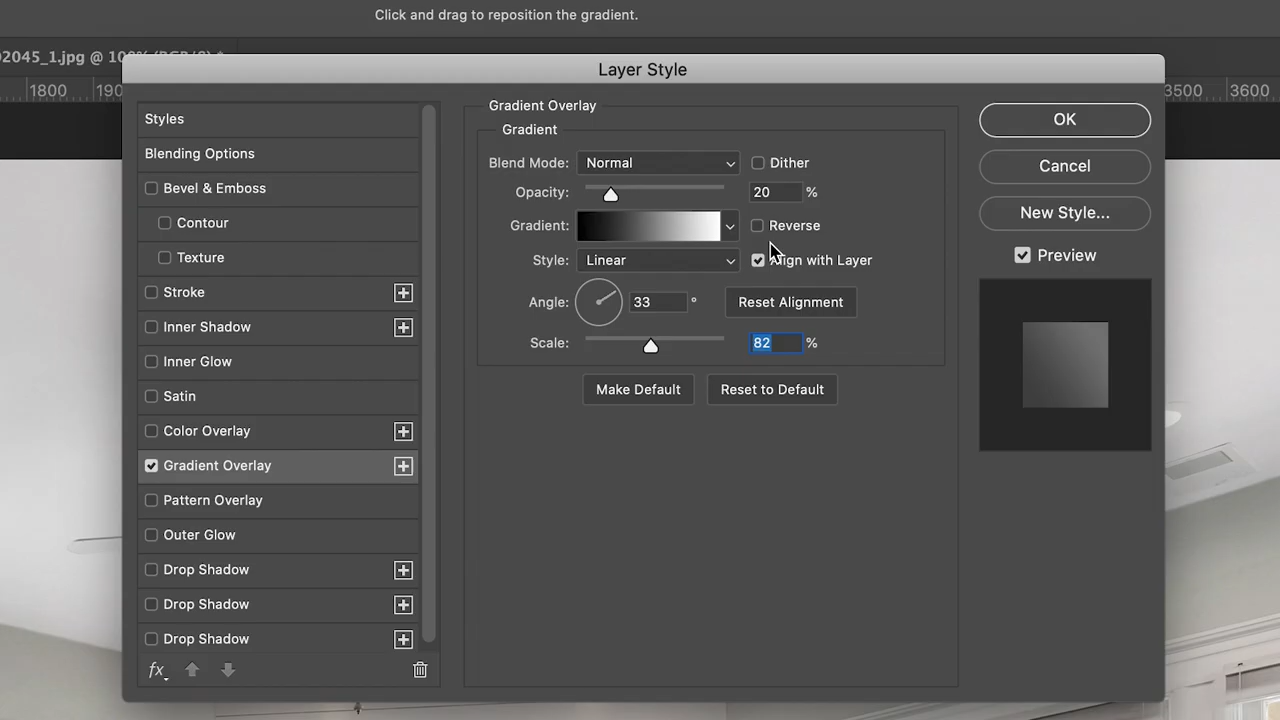 Click and drag to reposition the gradient.
2045_1.jpg @ 100% (RGB/8) *
1800
190
3500
3600
Layer Style
Styles
Blending Options
Bevel & Emboss
Contour
Texture
Stroke
Inner Shadow
Inner Glow
Satin
Color Overlay
Gradient Overlay
Pattern Overlay
Outer Glow
Drop Shadow
Drop Shadow
Drop Shadow
fx
Gradient Overlay
Gradient
Blend Mode: Normal Dither
Opacity: 20 %
Gradient: Reverse
Style: Linear Align with Layer
Angle: 33 ° Reset Alignment
Scale: 82 %
Make Default Reset to Default
OK
Cancel
New Style...
Preview